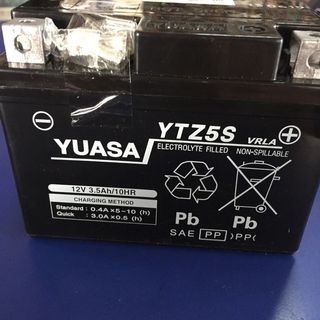 YUASA
YTZ5S
VRLA
ELECTROLYTE FILLED
NON-SPILLABLE
12V 3.5Ah/10HR
CHARGING METHOD
Standard : 0.4A×5~10 (h)
Quick : 3.0A×0.5 (h)
Pb Pb
SAE PP >PP<